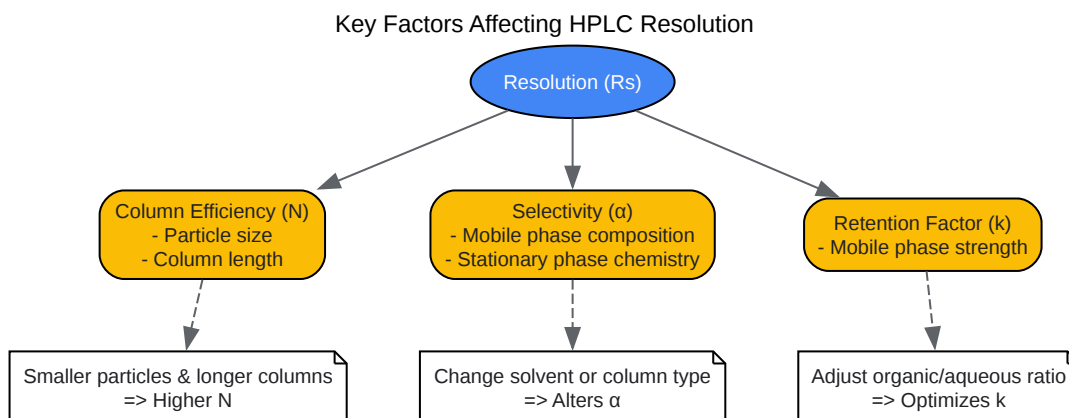 Key Factors Affecting HPLC Resolution
Resolution (Rs)
Column Efficiency (N)
- Particle size
- Column length
Selectivity (α)
- Mobile phase composition
- Stationary phase chemistry
Retention Factor (k)
- Mobile phase strength
Smaller particles & longer columns
=> Higher N
Change solvent or column type
=> Alters α
Adjust organic/aqueous ratio
=> Optimizes k